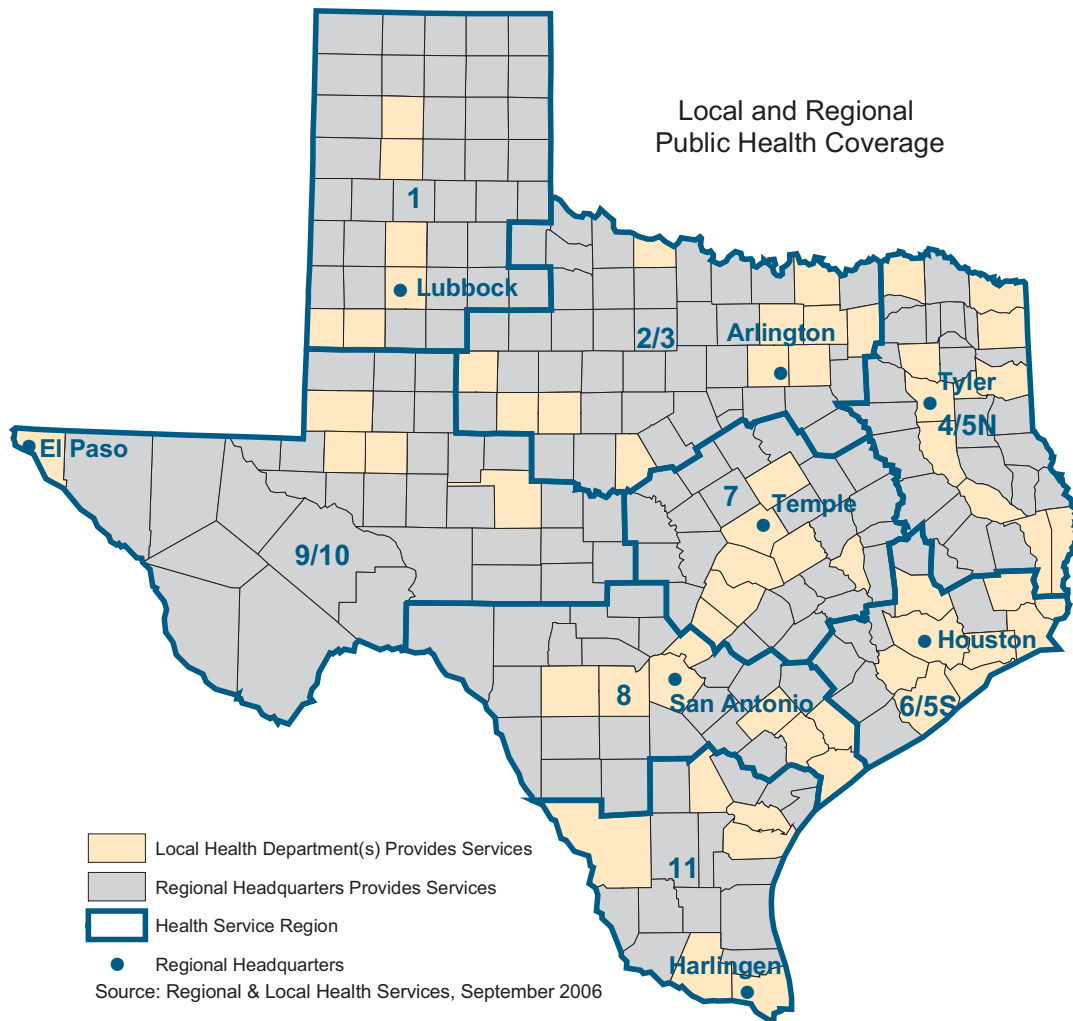 Local and Regional
Public Health Coverage
1
Lubbock
2/3
Arlington
Tyler
4/5N
El Paso
7
Temple
9/10
Houston
8
San Antonio
6/5S
11
Harlingen
Local Health Department(s) Provides Services
Regional Headquarters Provides Services
Health Service Region
Regional Headquarters
Source: Regional & Local Health Services, September 2006